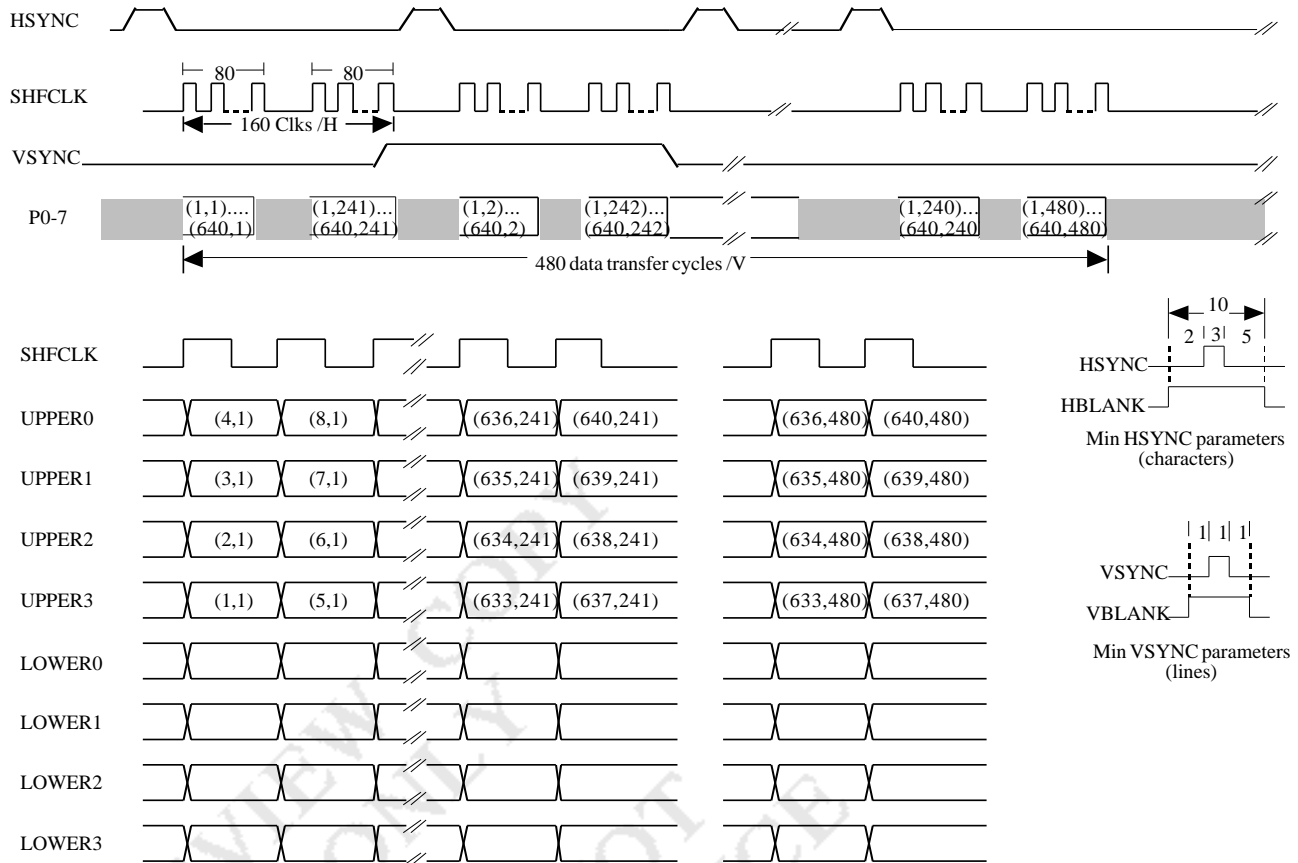 HSYNC
80 80
SHFCLK
160 Clks /H
VSYNC
P0-7
(1,1).... (1,241)... (1,2)... (1,242)... (1,240)... (1,480)...
(640,1) (640,241) (640,2) (640,242) (640,240 (640,480)
480 data transfer cycles /V
SHFCLK
UPPER0 (4,1) (8,1) (636,241) (640,241) (636,480) (640,480)
UPPER1 (3,1) (7,1) (635,241) (639,241) (635,480) (639,480)
UPPER2 (2,1) (6,1) (634,241) (638,241) (634,480) (638,480)
UPPER3 (1,1) (5,1) (633,241) (637,241) (633,480) (637,480)
LOWER0
LOWER1
LOWER2
LOWER3
10
2 3 5
HSYNC
HBLANK
Min HSYNC parameters
(characters)
1 1 1
VSYNC
VBLANK
Min VSYNC parameters
(lines)
VIEW COPY
ONLY